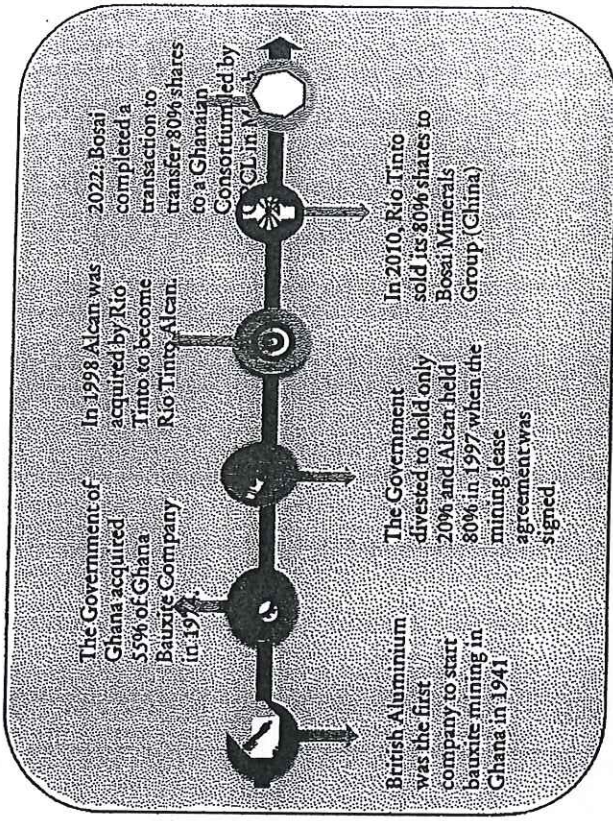 British Aluminium
was the first
company to start
bauxite mining in
Ghana in 1941
The Government of
Ghana acquired
55% of Ghana
Bauxite Company
in
The Government
divested to hold only
20% and Alcan held
80% in 1997 when the
mining lease
agreement was
signed.
In 1998 Alcan was
acquired by Rio
Tinto to become
Rio Tinto Alcan.
In 2010, Rio Tinto
sold its 80% shares to
Bosai Minerals
Group (China)
2022: Bosai
completed a
transaction to
transfer 80% shares
to a Ghanaian
Consortium led by